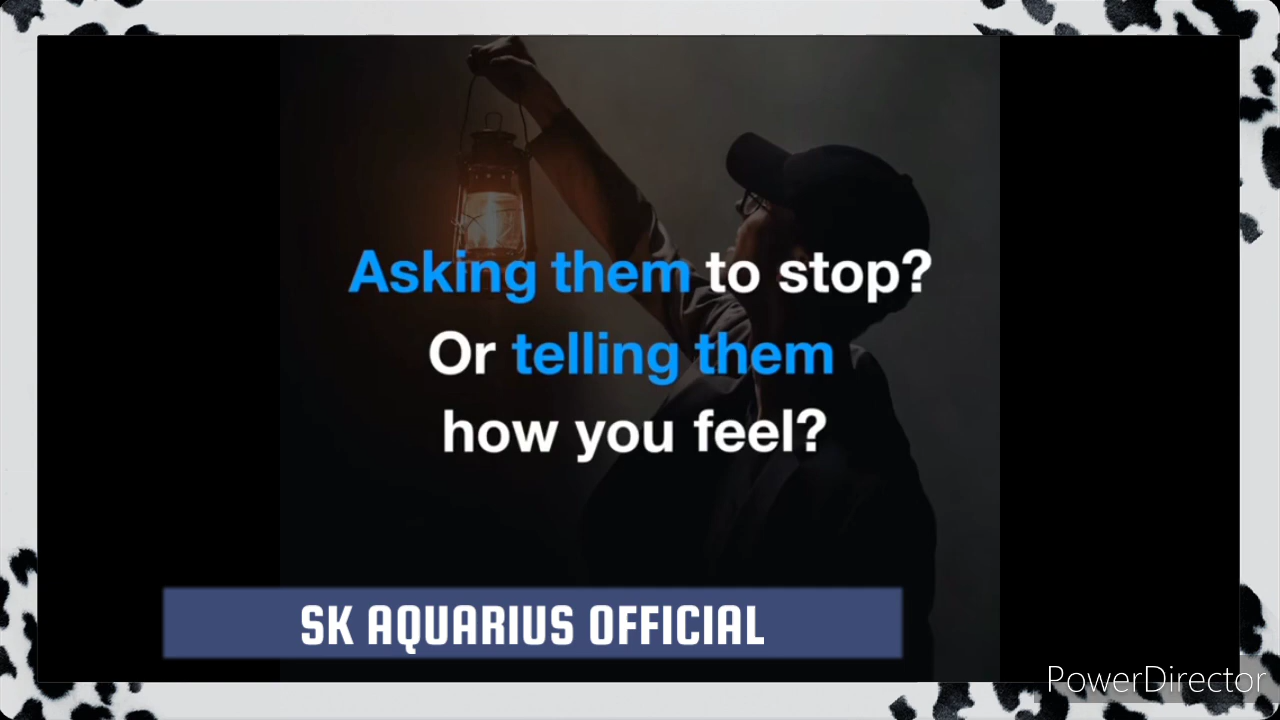 Asking them to stop?
Or telling them
how you feel?
SK AQUARIUS OFFICIAL
PowerDirector